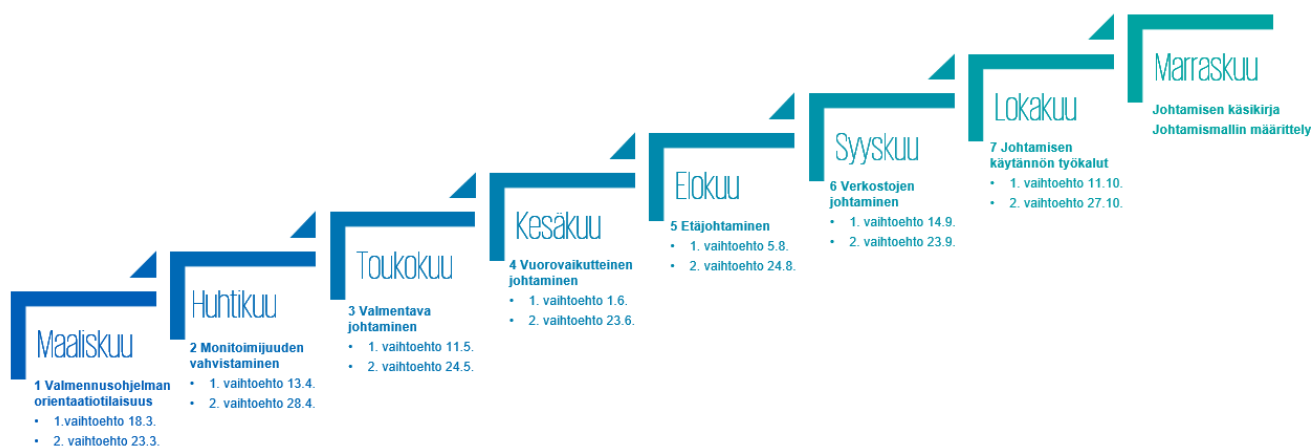 Maaliskuu
1 Valmennusohjelman
orientaatiotilaisuus
• 1.vaihtoehto 18.3.
• 2. vaihtoehto 23.3.
Huhtikuu
2 Monitoimijuuden
vahvistaminen
• 1. vaihtoehto 13.4.
• 2. vaihtoehto 28.4.
Toukokuu
3 Valmentava
johtaminen
• 1. vaihtoehto 11.5.
• 2. vaihtoehto 24.5.
Kesäkuu
4 Vuorovaikutteinen
johtaminen
• 1. vaihtoehto 1.6.
• 2. vaihtoehto 23.6.
Elokuu
5 Etäjohtaminen
• 1. vaihtoehto 5.8.
• 2. vaihtoehto 24.8.
Syyskuu
6 Verkostojen
johtaminen
• 1. vaihtoehto 14.9.
• 2. vaihtoehto 23.9.
Lokakuu
7 Johtamisen
käytännön työkalut
• 1. vaihtoehto 11.10.
• 2. vaihtoehto 27.10.
Marraskuu
Johtamisen käsikirja
Johtamismallin määrittely